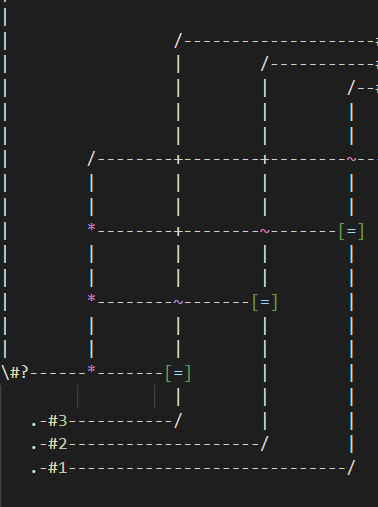 |
|                   /----------------------#
|                   |         /------------#
|                   |         |         /--#
|                   |         |         |
|                   |         |         |
|         /---------+---------+---------~---
|         |         |         |         |
|         |         |         |         |
|         *---------+---------~--------[=]
|         |         |         |         |
|         |         |         |         |
|         *---------~--------[=]        |
|         |         |         |         |
|         |         |         |         |
\#?-------*--------[=]        |         |
                    |         |         |
    .-#3------------/         |         |
    .-#2----------------------/         |
    .-#1--------------------------------/